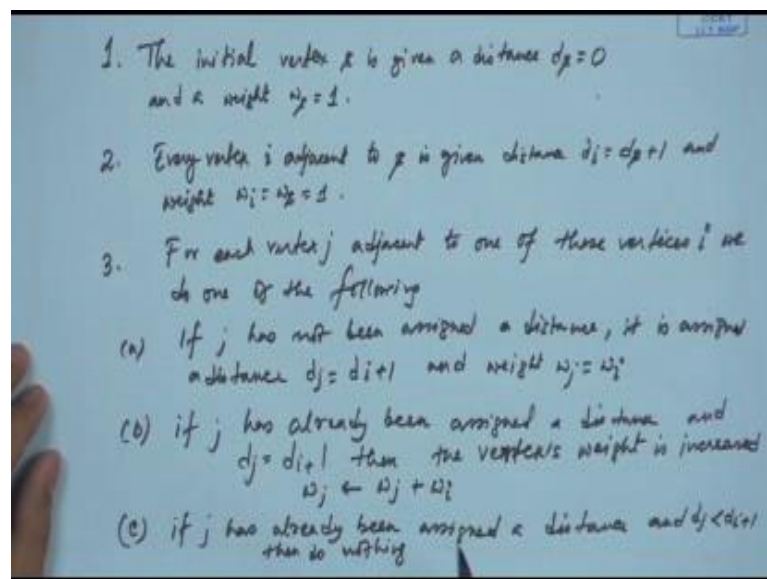 1. The initial vertex s is given a distance ds=0
and a weight ws=1.
2. Every vertex i adjacent to s is given distance di=ds+1 and
weight wi=ws=1.
3. For each vertex j adjacent to one of those vertices i we
do one of the following
(a) If j has not been assigned a distance, it is assigned
a distance dj=di+1 and weight wj=wi
(b) if j has already been assigned a distance and
dj=di+1 then the vertex's weight is increased
wj ← wj+wi
(c) if j has already been assigned a distance and dj<di+1
then do nothing